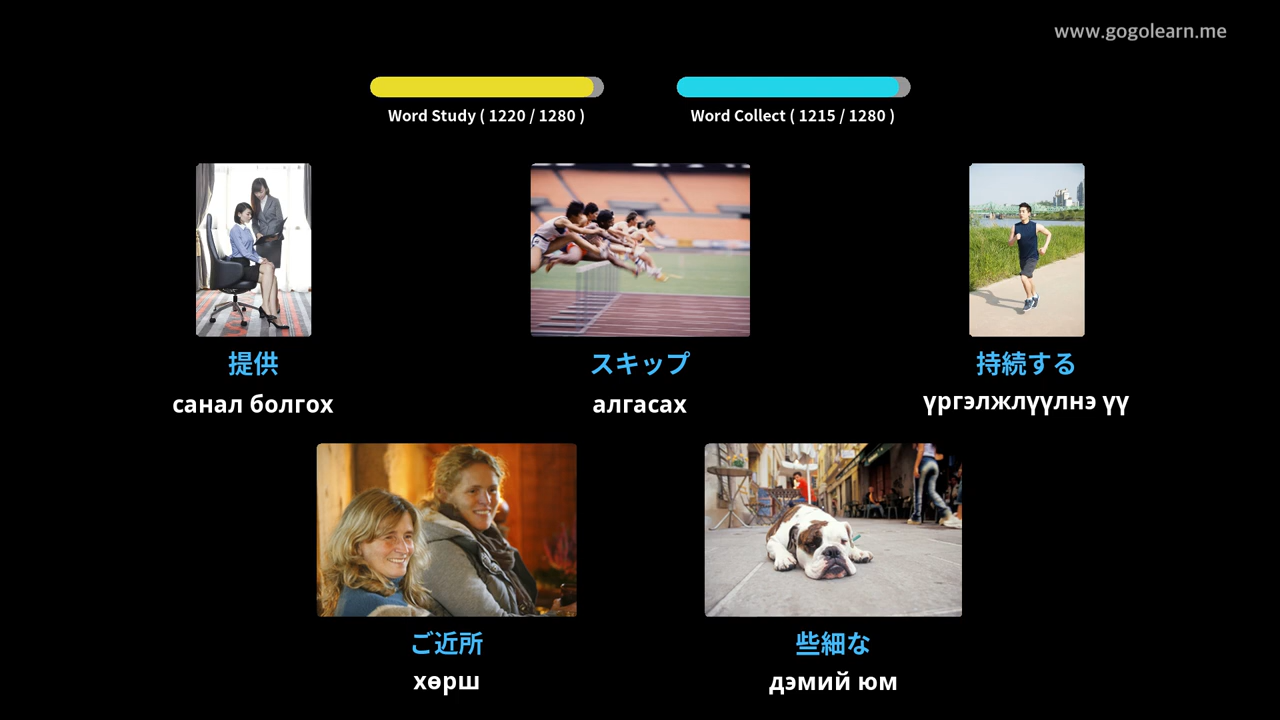 www.gogolearn.me
Word Study ( 1220 / 1280 )
Word Collect ( 1215 / 1280 )
提供
санал болгох
スキップ
алгасах
持続する
үргэлжлүүлнэ үү
ご近所
хөрш
些細な
дэмий юм